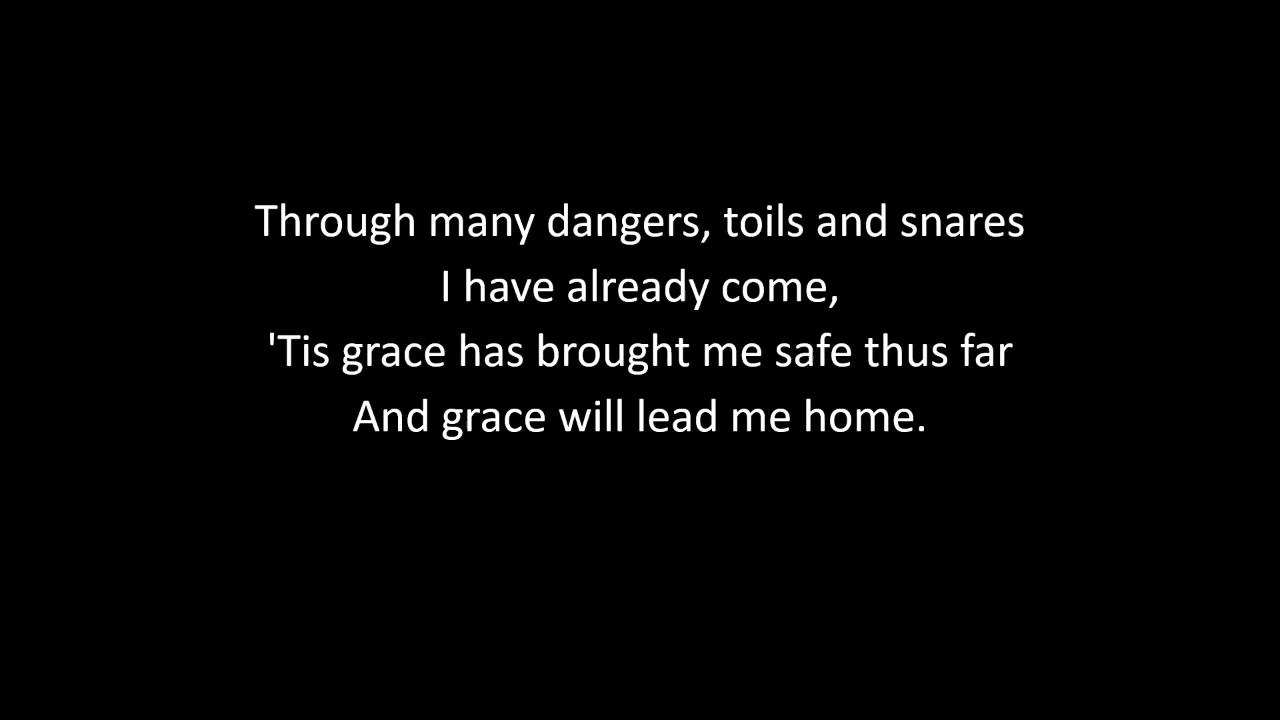 Through many dangers, toils and snares
I have already come,
'Tis grace has brought me safe thus far
And grace will lead me home.